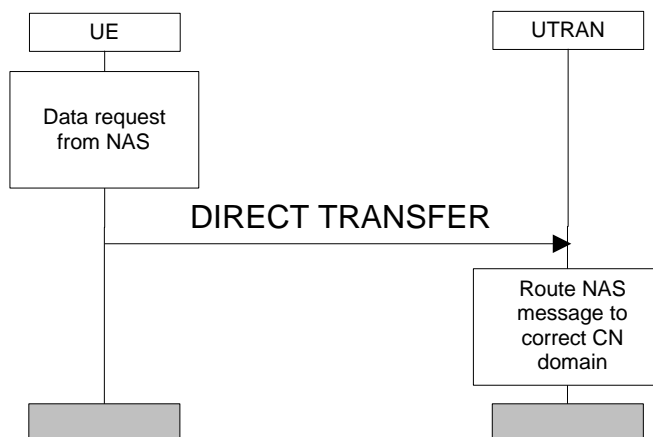 UE
UTRAN
Data request
from NAS
DIRECT TRANSFER
Route NAS
message to
correct CN
domain